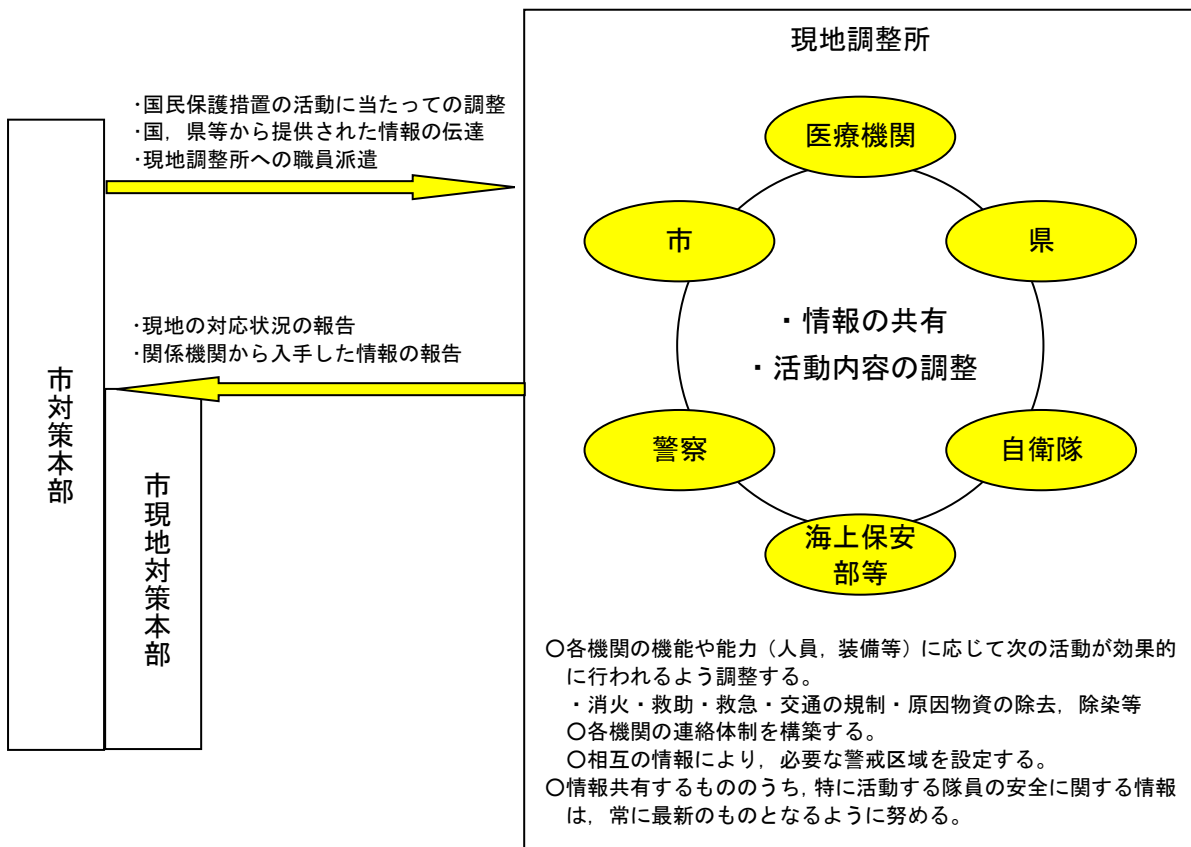 現地調整所
・国民保護措置の活動に当たっての調整
・国，県等から提供された情報の伝達
・現地調整所への職員派遣
医療機関
市
県
・情報の共有
・活動内容の調整
・現地の対応状況の報告
・関係機関から入手した情報の報告
市対策本部
市現地対策本部
警察
自衛隊
海上保安
部等
〇各機関の機能や能力（人員，装備等）に応じて次の活動が効果的
に行われるよう調整する。
・消火・救助・救急・交通の規制・原因物資の除去，除染等
〇各機関の連絡体制を構築する。
〇相互の情報により，必要な警戒区域を設定する。
〇情報共有するもののうち，特に活動する隊員の安全に関する情報
は，常に最新のものとなるように努める。